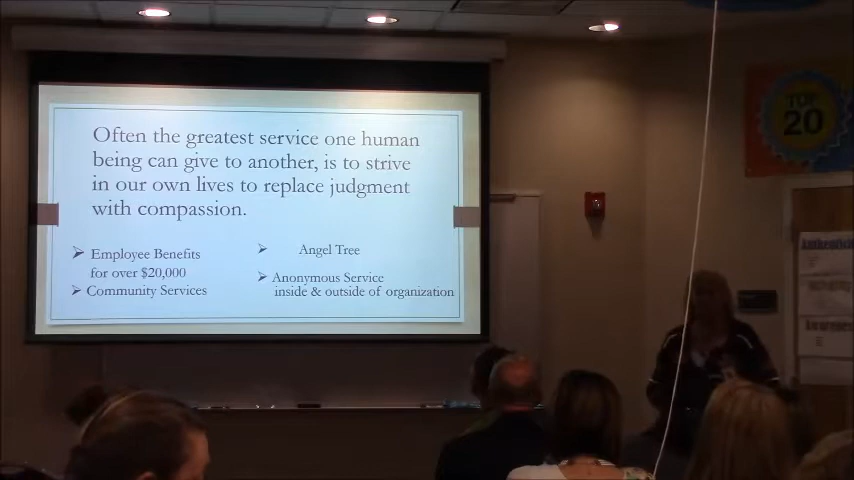 Often the greatest service one human
being can give to another, is to strive
in our own lives to replace judgment
with compassion.
Employee Benefits
for over $20,000
Community Services
Angel Tree
Anonymous Service
inside & outside of organization
TOP
20